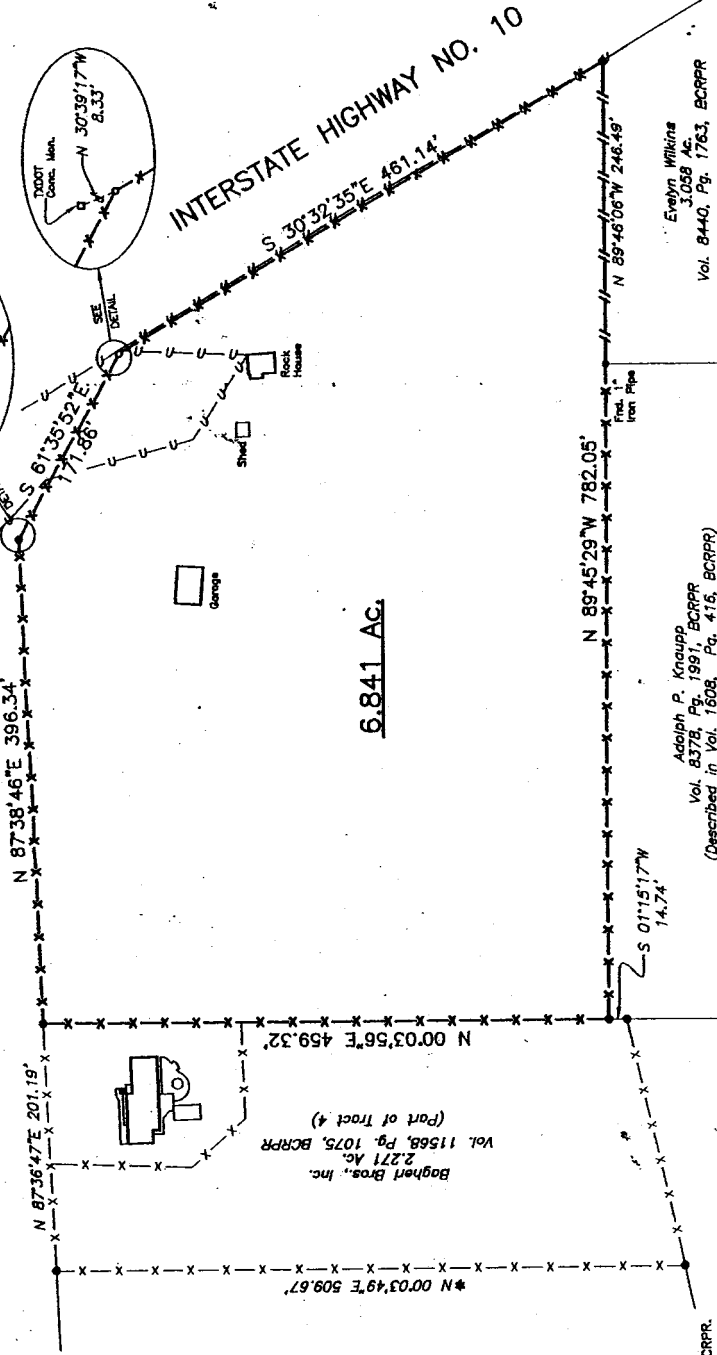 TXDOT
Conc. Mon.
N 30°39'17"W
8.33'
SEE
DETAIL
INTERSTATE HIGHWAY NO. 10
S 30°32'35"E 461.14'
S 61°35'52"E
171.86'
N 87°38'46"E 396.34'
Rock
House
Shed
Garage
6.841 Ac.
N 89°46'06"W 246.49'
Evelyn Wilkins
3.058 Ac.
Vol. 8440, Pg. 1763, BCRPR
Fnd. 1"
Iron Pipe
N 89°45'29"W 782.05'
Adolph P. Knaupp
Vol. 8378, Pg. 1991, BCRPR
(Described in Vol. 1608, Pg. 416, BCRPR)
S 01°15'17"W
14.74'
N 00°03'56"E 459.32'
N 87°36'47"E 201.19'
Bagheri Bros., Inc.
2.271 Ac.
Vol. 11568, Pg. 1075, BCRPR
(Part of Tract 4)
*N 00°03'49"E 509.67'
CRPR.